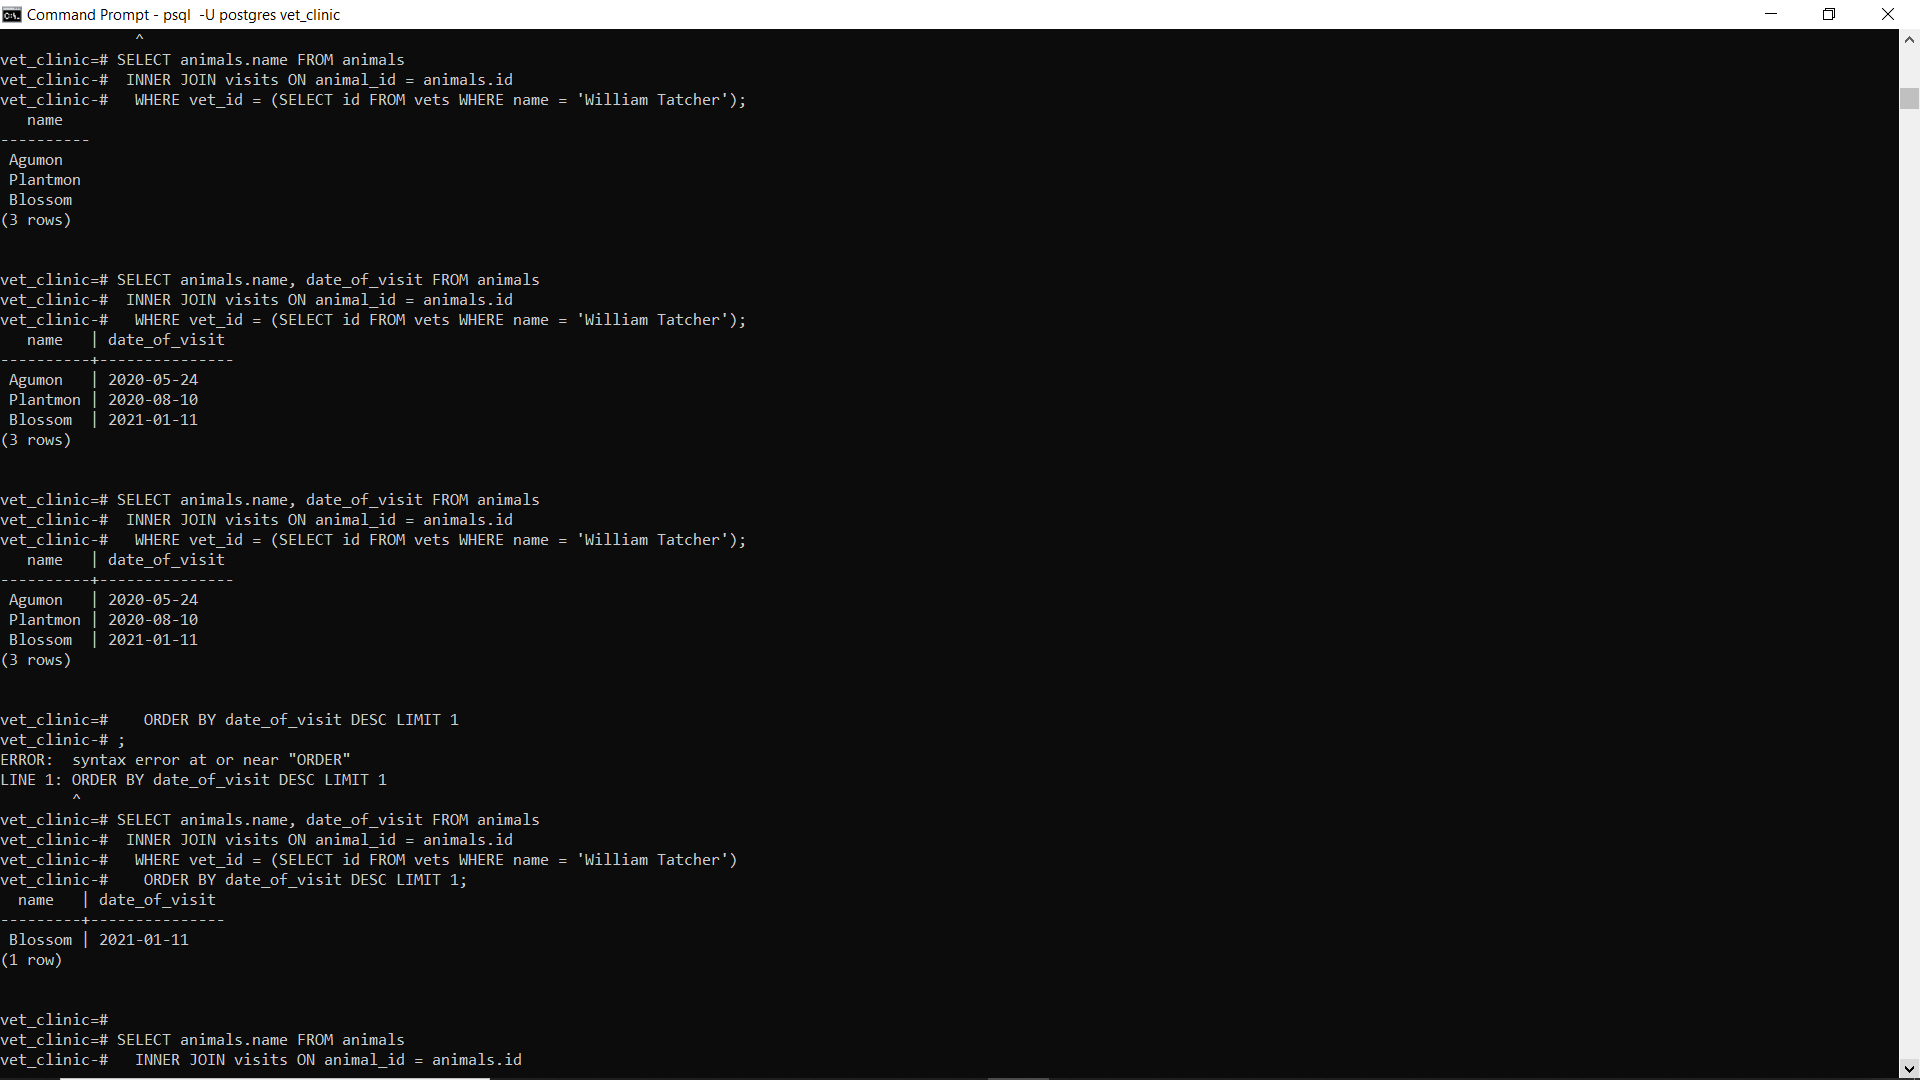 Command Prompt - psql  -U postgres vet_clinic
               ^
vet_clinic=# SELECT animals.name FROM animals
vet_clinic-#  INNER JOIN visits ON animal_id = animals.id
vet_clinic-#   WHERE vet_id = (SELECT id FROM vets WHERE name = 'William Tatcher');
   name
----------
 Agumon
 Plantmon
 Blossom
(3 rows)
vet_clinic=# SELECT animals.name, date_of_visit FROM animals
vet_clinic-#  INNER JOIN visits ON animal_id = animals.id
vet_clinic-#   WHERE vet_id = (SELECT id FROM vets WHERE name = 'William Tatcher');
   name   | date_of_visit
----------+---------------
 Agumon   | 2020-05-24
 Plantmon | 2020-08-10
 Blossom  | 2021-01-11
(3 rows)
vet_clinic=# SELECT animals.name, date_of_visit FROM animals
vet_clinic-#  INNER JOIN visits ON animal_id = animals.id
vet_clinic-#   WHERE vet_id = (SELECT id FROM vets WHERE name = 'William Tatcher');
   name   | date_of_visit
----------+---------------
 Agumon   | 2020-05-24
 Plantmon | 2020-08-10
 Blossom  | 2021-01-11
(3 rows)
vet_clinic=#    ORDER BY date_of_visit DESC LIMIT 1
vet_clinic-# ;
ERROR:  syntax error at or near "ORDER"
LINE 1: ORDER BY date_of_visit DESC LIMIT 1
        ^
vet_clinic=# SELECT animals.name, date_of_visit FROM animals
vet_clinic-#  INNER JOIN visits ON animal_id = animals.id
vet_clinic-#   WHERE vet_id = (SELECT id FROM vets WHERE name = 'William Tatcher')
vet_clinic-#    ORDER BY date_of_visit DESC LIMIT 1;
  name   | date_of_visit
---------+---------------
 Blossom | 2021-01-11
(1 row)
vet_clinic=#
vet_clinic=# SELECT animals.name FROM animals
vet_clinic-#   INNER JOIN visits ON animal_id = animals.id